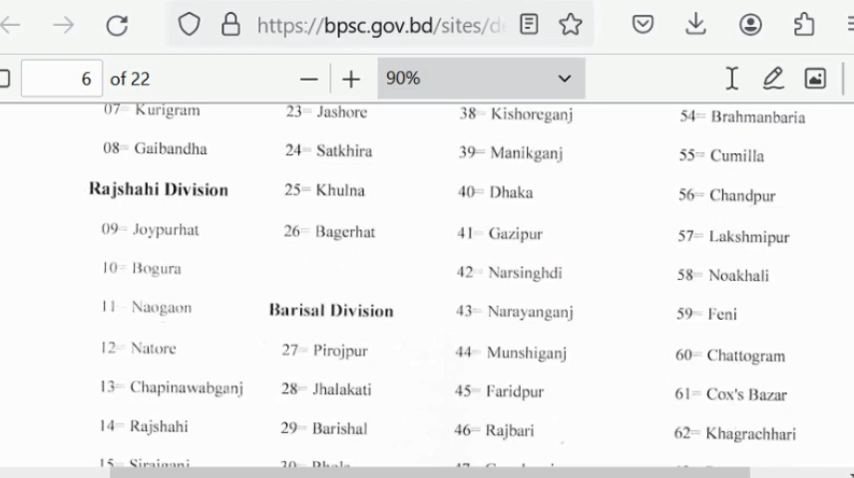 https://bpsc.gov.bd/sites/d
6 of 22
90%
07= Kurigram
08= Gaibandha
Rajshahi Division
09= Joypurhat
10= Bogura
11 Naogaon
12= Natore
13= Chapinawabganj
14= Rajshahi
15= Sirajganj
23= Jashore
24= Satkhira
25= Khulna
26= Bagerhat
Barisal Division
27= Pirojpur
28= Jhalakati
29= Barishal
30= Bhola
38= Kishoreganj
39= Manikganj
40= Dhaka
41= Gazipur
42= Narsinghdi
43= Narayanganj
44= Munshiganj
45= Faridpur
46= Rajbari
54= Brahmanbaria
55= Cumilla
56= Chandpur
57= Lakshmipur
58= Noakhali
59= Feni
60= Chattogram
61= Cox's Bazar
62= Khagrachhari